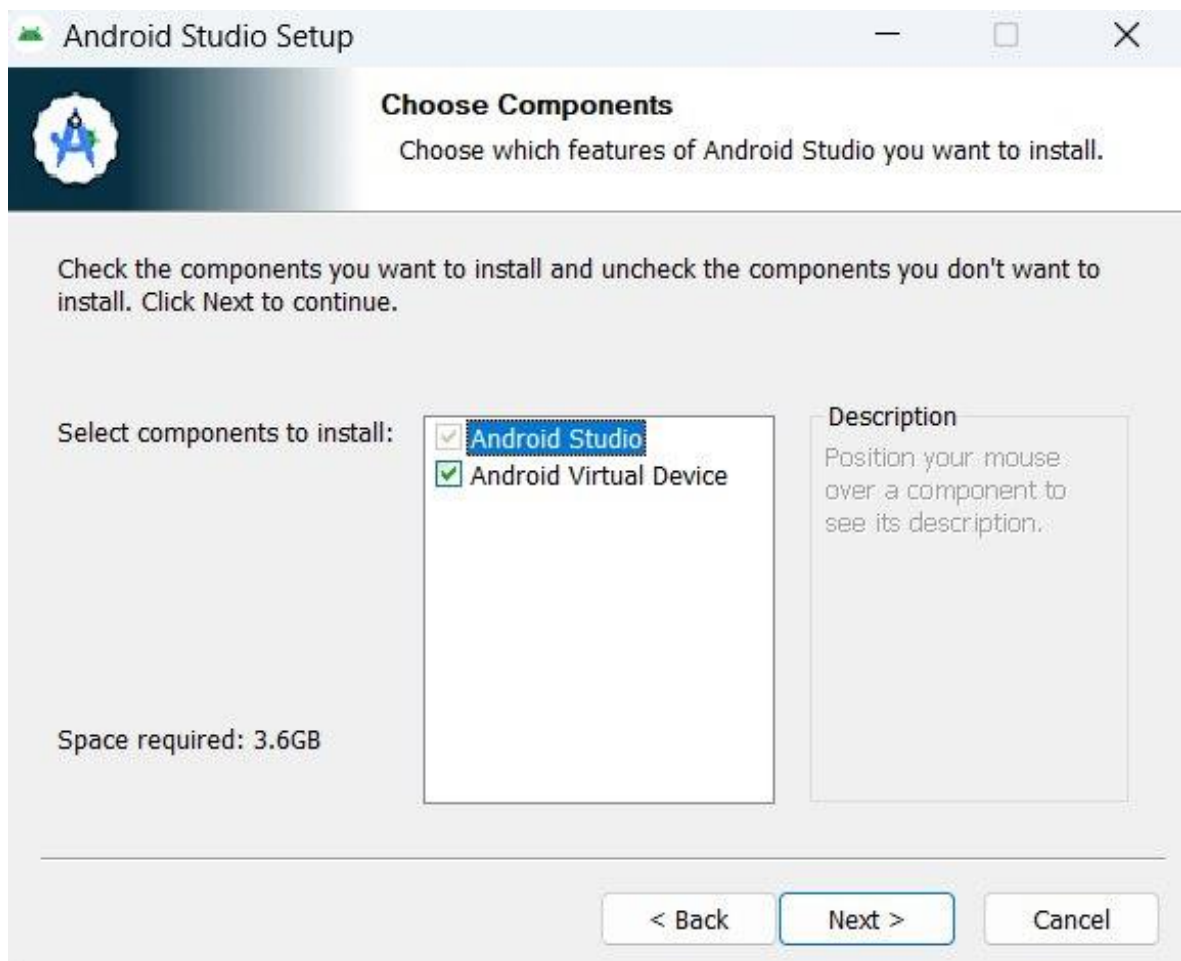 Android Studio Setup
Choose Components
Choose which features of Android Studio you want to install.
Check the components you want to install and uncheck the components you don't want to
install. Click Next to continue.
Select components to install:
Android Studio
Android Virtual Device
Description
Position your mouse
over a component to
see its description.
Space required: 3.6GB
< Back
Next >
Cancel